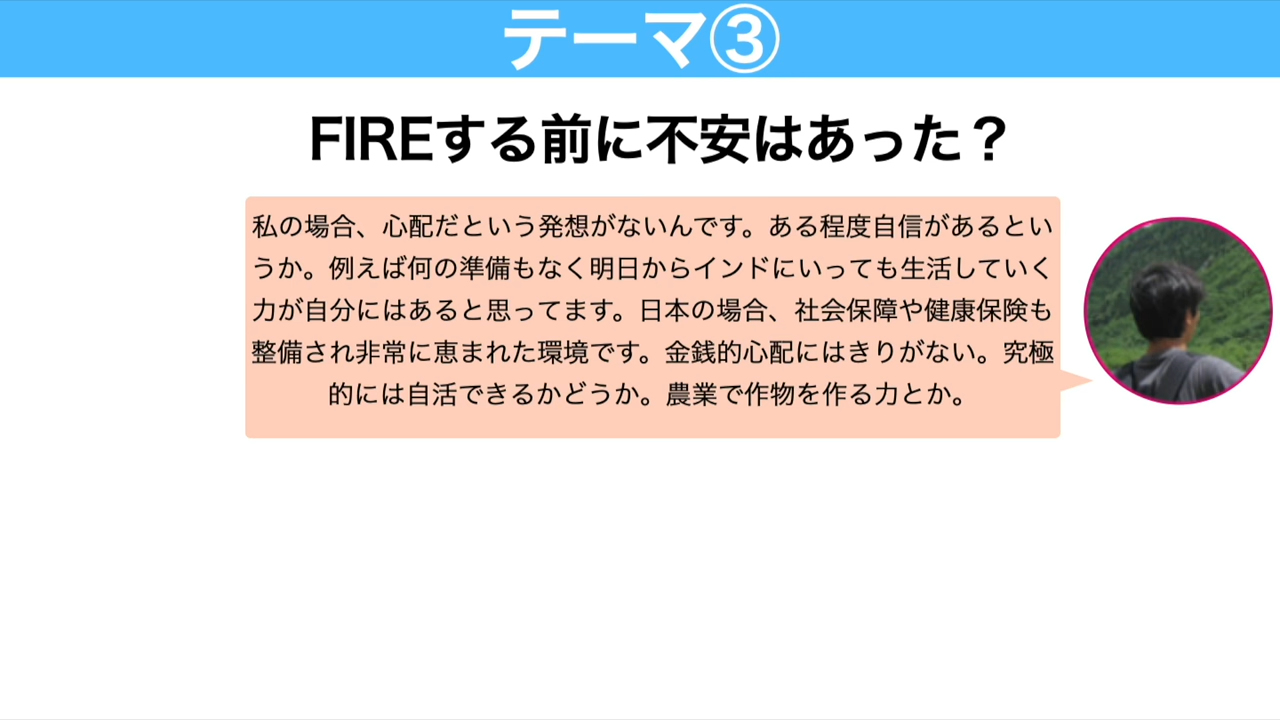 テーマ③
FIREする前に不安はあった？
私の場合、心配だという発想がないんです。ある程度自信があるとい
うか。例えば何の準備もなく明日からインドにいっても生活していく
力が自分にはあると思ってます。日本の場合、社会保障や健康保険も
整備され非常に恵まれた環境です。金銭的心配にはきりがない。究極
的には自活できるかどうか。農業で作物を作る力とか。